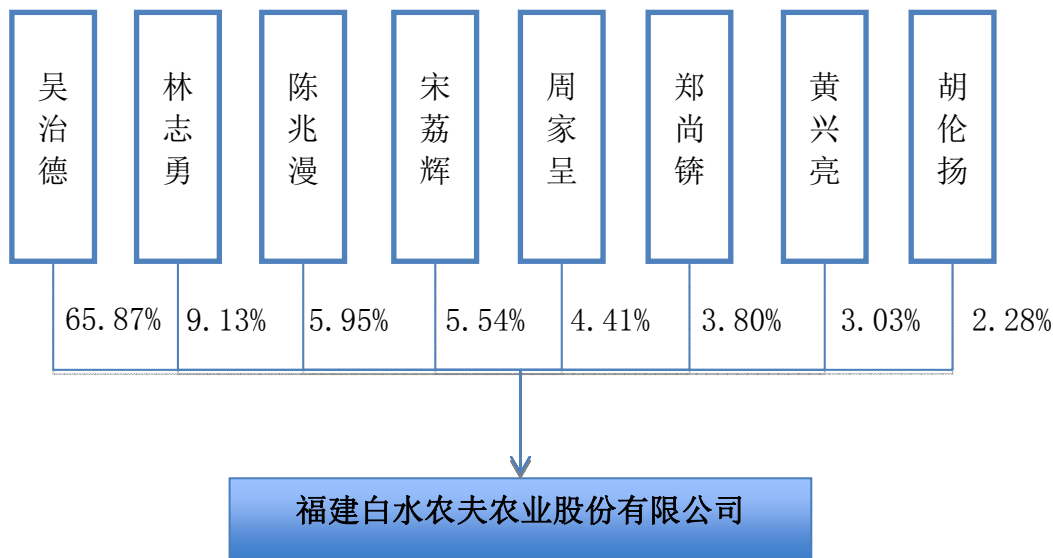 吴治德
林志勇
陈兆漫
宋荔辉
周家呈
郑尚锛
黄兴亮
胡伦扬
65.87%
9.13%
5.95%
5.54%
4.41%
3.80%
3.03%
2.28%
福建白水农夫农业股份有限公司